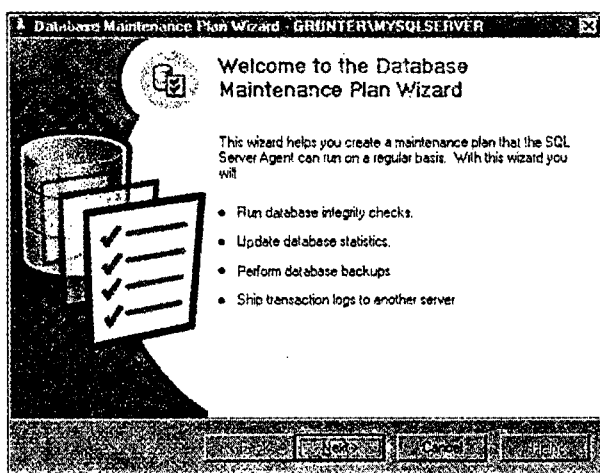 Database Maintenance Plan Wizard - GRUNTER\MYSQLSERVER
Welcome to the Database
Maintenance Plan Wizard
This wizard helps you create a maintenance plan that the SQL
Server Agent can run on a regular basis. With this wizard you
will
• Run database integrity checks.
• Update database statistics.
• Perform database backups
• Ship transaction logs to another server
Next
Cancel